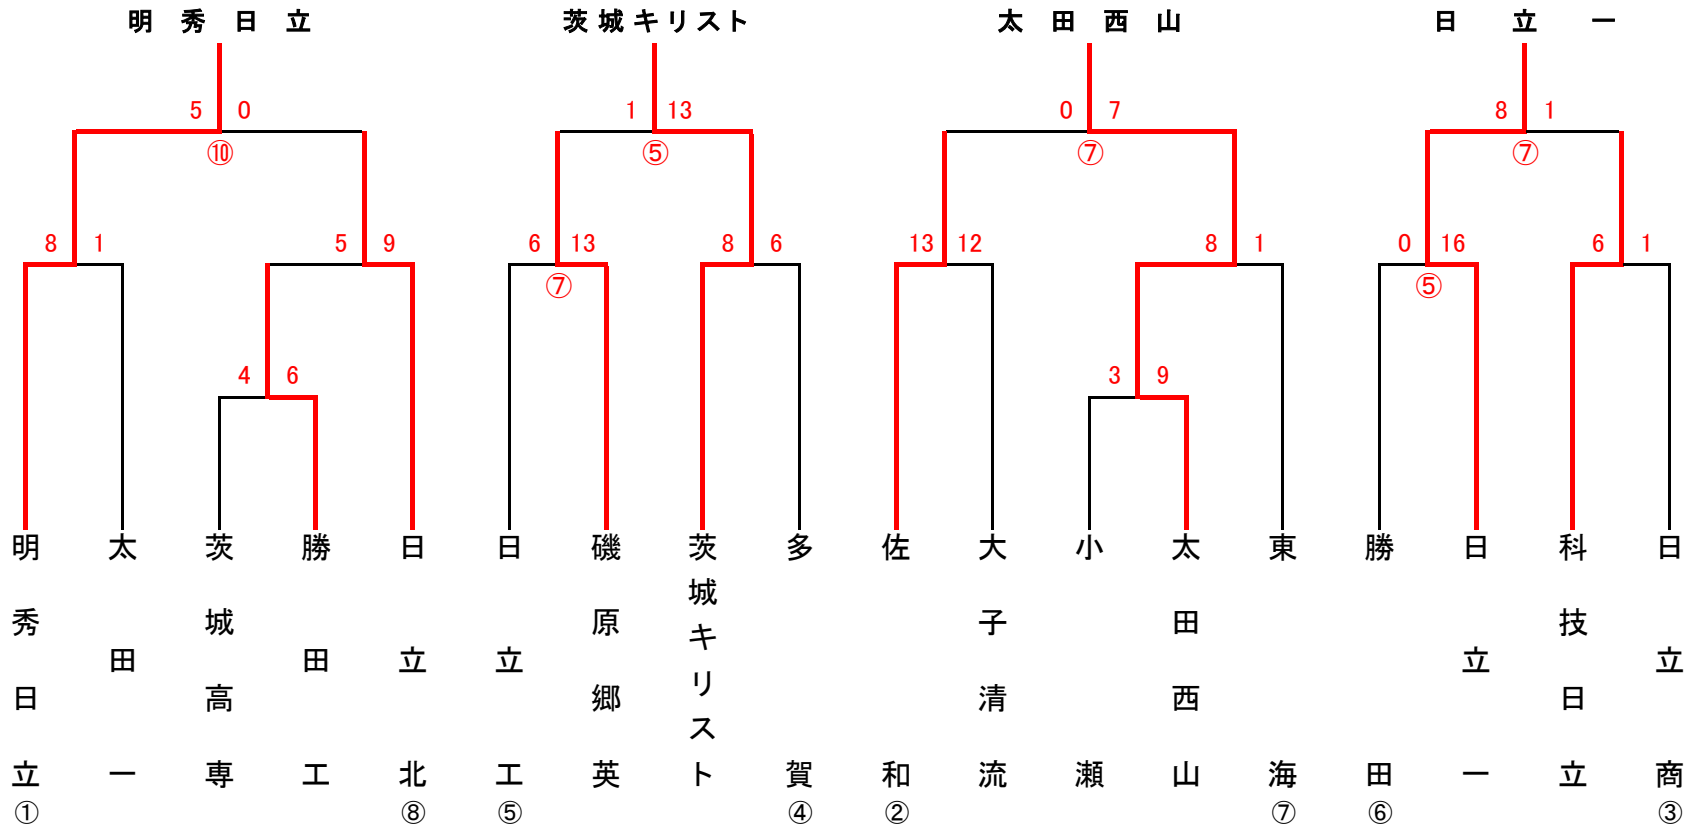 明秀日立 茨城キリスト 太田西山 日立一
5 0 1 13 0 7 8 1
⑩ ⑤ ⑦ ⑦
8 1 5 9 6 13 8 6 13 12 8 1 0 16 6 1
⑦ ⑤
4 6 3 9
明秀日立
①
太田一
茨城高専
勝田工
日立北
⑧
日立工
⑤
磯原郷英
茨城キリスト
多賀
④
佐和
②
大子清流
小瀬
太田西山
東海
⑦
勝田
⑥
日立一
科技日立
日立商
③